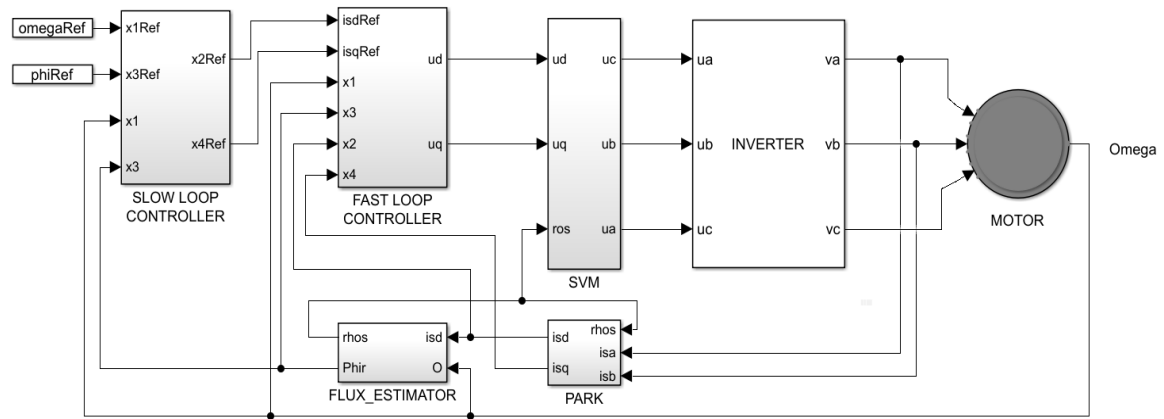 omegaRef
phiRef
x1Ref
x3Ref
x1
x3
x2Ref
x4Ref
SLOW LOOP
CONTROLLER
isdRef
isqRef
x1
x3
x2
x4
ud
uq
FAST LOOP
CONTROLLER
ud
uq
ros
uc
ub
ua
SVM
ua
ub
uc
INVERTER
va
vb
vc
MOTOR
Omega
rhos
Phir
isd
O
FLUX_ESTIMATOR
isd
isq
rhos
isa
isb
PARK